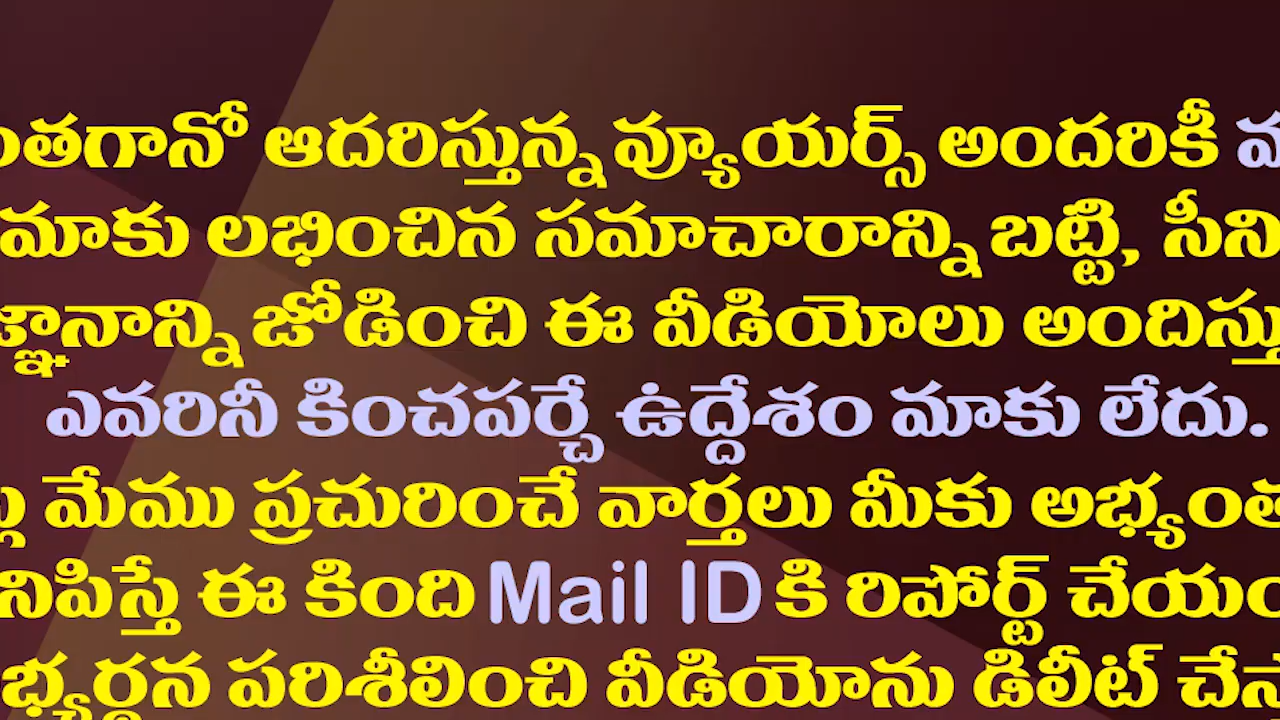 ంతగానో ఆదరిస్తున్న వ్యూయర్స్ అందరికీ
మాకు లభించిన సమాచారాన్ని బట్టి, సీని
జ్ఞానాన్ని జోడించి ఈ వీడియోలు అందిస్తు
ఎవరినీ కించపర్చే ఉద్దేశం మాకు లేదు.
మేము ప్రచురించే వార్తలు మీకు అభ్యంత
నిపిస్తే ఈ కింది Mail ID కి రిపోర్ట్ చేయం
భ్యర్థన పరిశీలించి వీడియోను డిలీట్ చేస